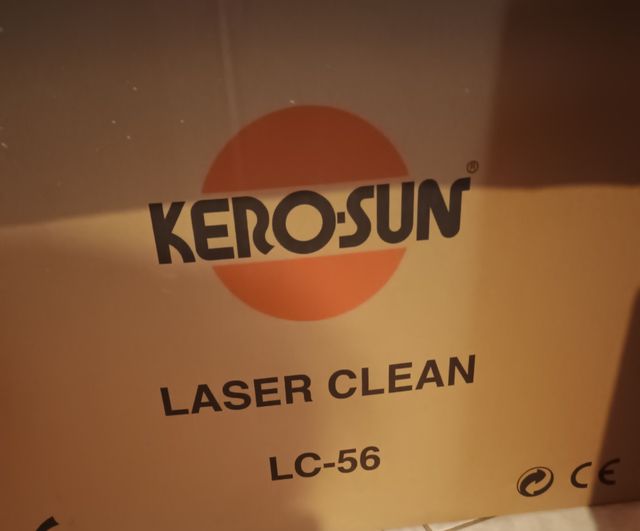 KERO-SUN®
LASER CLEAN
LC-56
CE